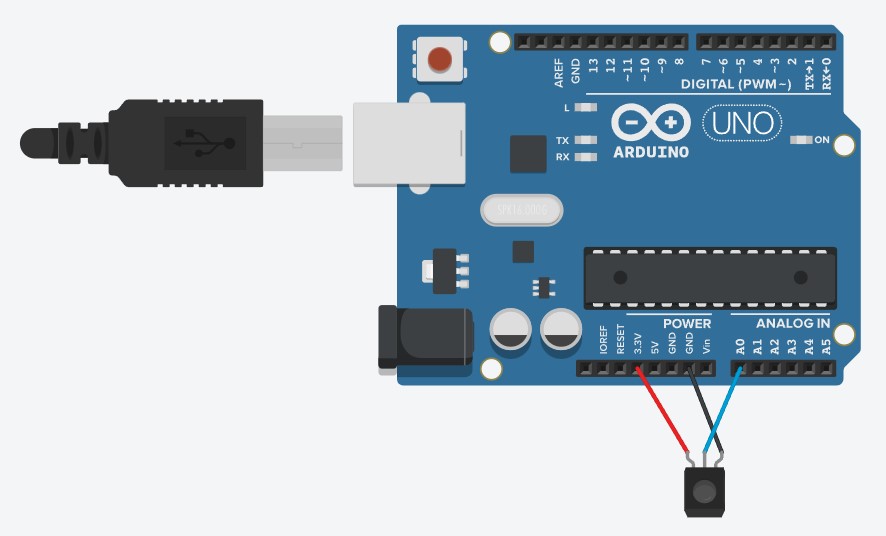 AREF
GND
13
12
~11
~10
~9
8
7
~6
~5
4
~3
2
TX→1
RX←0
DIGITAL (PWM~)
L
TX
RX
UNO
ON
ARDUINO
IOREF
RESET
3.3V
5V
GND
GND
Vin
POWER
ANALOG IN
A0
A1
A2
A3
A4
A5